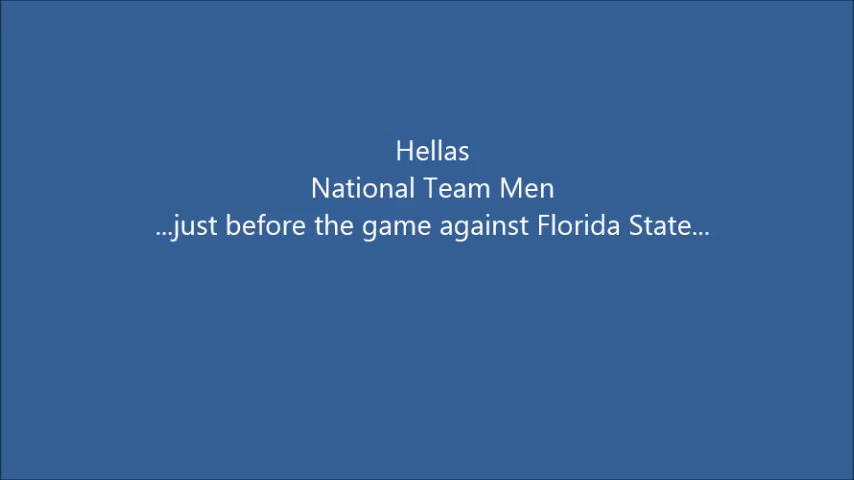 Hellas
National Team Men
...just before the game against Florida State...